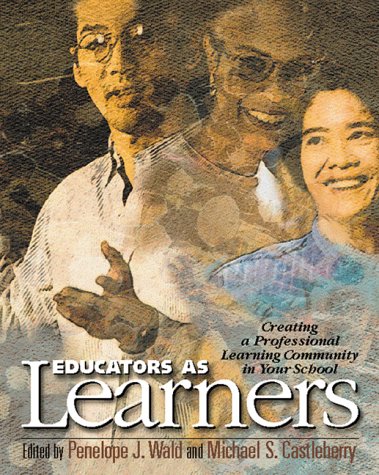 Creating
a Professional
Learning Community
in Your School
EDUCATORS AS
Learners
Edited by Penelope J. Wald and Michael S. Castleberry